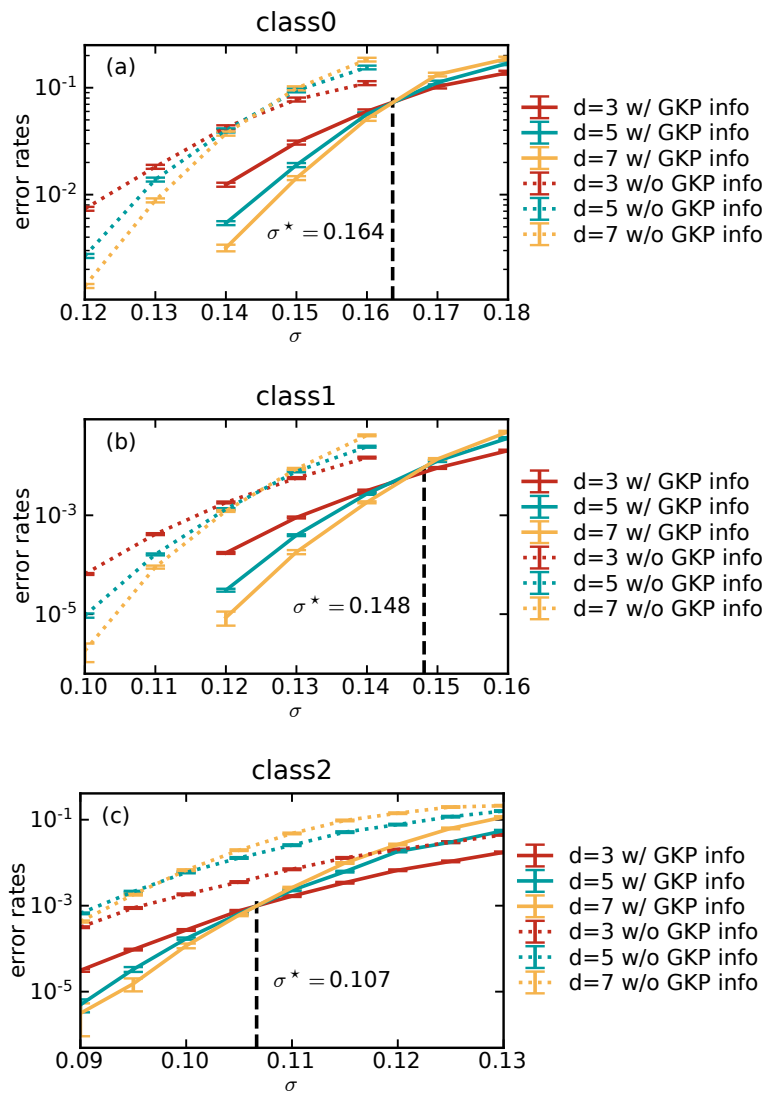 class0
(a)
error rates
10⁻¹
10⁻²
σ* = 0.164
0.12 0.13 0.14 0.15 0.16 0.17 0.18
σ
d=3 w/ GKP info
d=5 w/ GKP info
d=7 w/ GKP info
d=3 w/o GKP info
d=5 w/o GKP info
d=7 w/o GKP info
class1
(b)
error rates
10⁻³
10⁻⁵
σ* = 0.148
0.10 0.11 0.12 0.13 0.14 0.15 0.16
σ
d=3 w/ GKP info
d=5 w/ GKP info
d=7 w/ GKP info
d=3 w/o GKP info
d=5 w/o GKP info
d=7 w/o GKP info
class2
(c)
error rates
10⁻¹
10⁻³
10⁻⁵
σ* = 0.107
0.09 0.10 0.11 0.12 0.13
σ
d=3 w/ GKP info
d=5 w/ GKP info
d=7 w/ GKP info
d=3 w/o GKP info
d=5 w/o GKP info
d=7 w/o GKP info